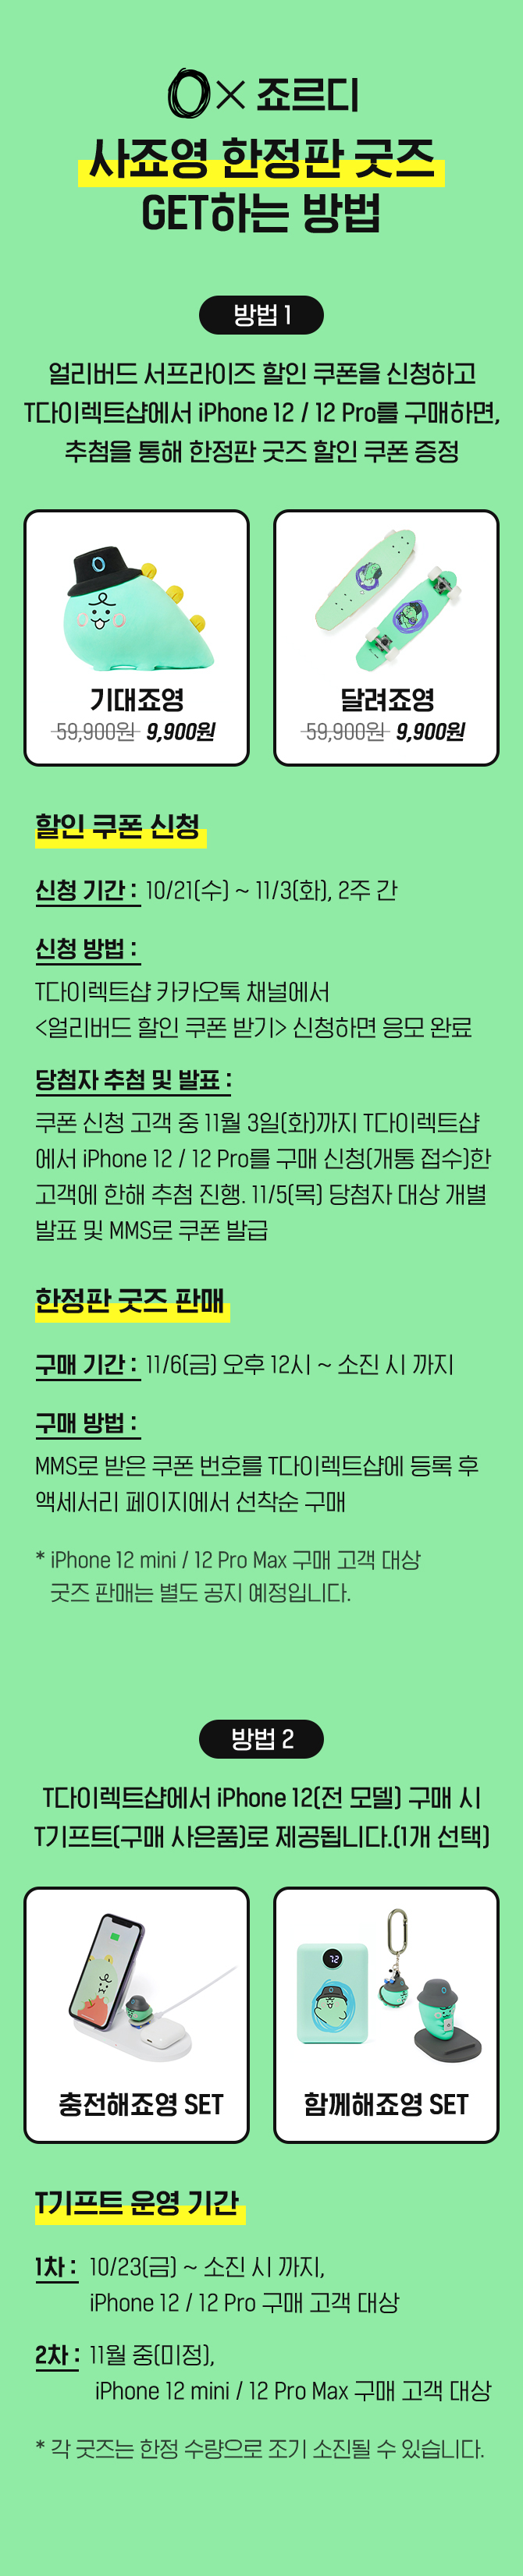 0× 죠르디
사죠영 한정판 굿즈
GET하는 방법
방법 1
얼리버드 서프라이즈 할인 쿠폰을 신청하고
T다이렉트샵에서 iPhone 12 / 12 Pro를 구매하면,
추첨을 통해 한정판 굿즈 할인 쿠폰 증정
기대죠영
59,900원 9,900원
달려죠영
59,900원 9,900원
할인 쿠폰 신청
신청 기간 : 10/21(수) ~ 11/3(화), 2주 간
신청 방법 :
T다이렉트샵 카카오톡 채널에서
<얼리버드 할인 쿠폰 받기> 신청하면 응모 완료
당첨자 추첨 및 발표 :
쿠폰 신청 고객 중 11월 3일(화)까지 T다이렉트샵
에서 iPhone 12 / 12 Pro를 구매 신청(개통 접수)한
고객에 한해 추첨 진행. 11/5(목) 당첨자 대상 개별
발표 및 MMS로 쿠폰 발급
한정판 굿즈 판매
구매 기간 : 11/6(금) 오후 12시 ~ 소진 시 까지
구매 방법 :
MMS로 받은 쿠폰 번호를 T다이렉트샵에 등록 후
액세서리 페이지에서 선착순 구매
* iPhone 12 mini / 12 Pro Max 구매 고객 대상
굿즈 판매는 별도 공지 예정입니다.
방법 2
T다이렉트샵에서 iPhone 12(전 모델) 구매 시
T기프트(구매 사은품)로 제공됩니다.(1개 선택)
72
충전해죠영 SET
함께해죠영 SET
T기프트 운영 기간
1차 : 10/23(금) ~ 소진 시 까지,
iPhone 12 / 12 Pro 구매 고객 대상
2차 : 11월 중(미정),
iPhone 12 mini / 12 Pro Max 구매 고객 대상
* 각 굿즈는 한정 수량으로 조기 소진될 수 있습니다.